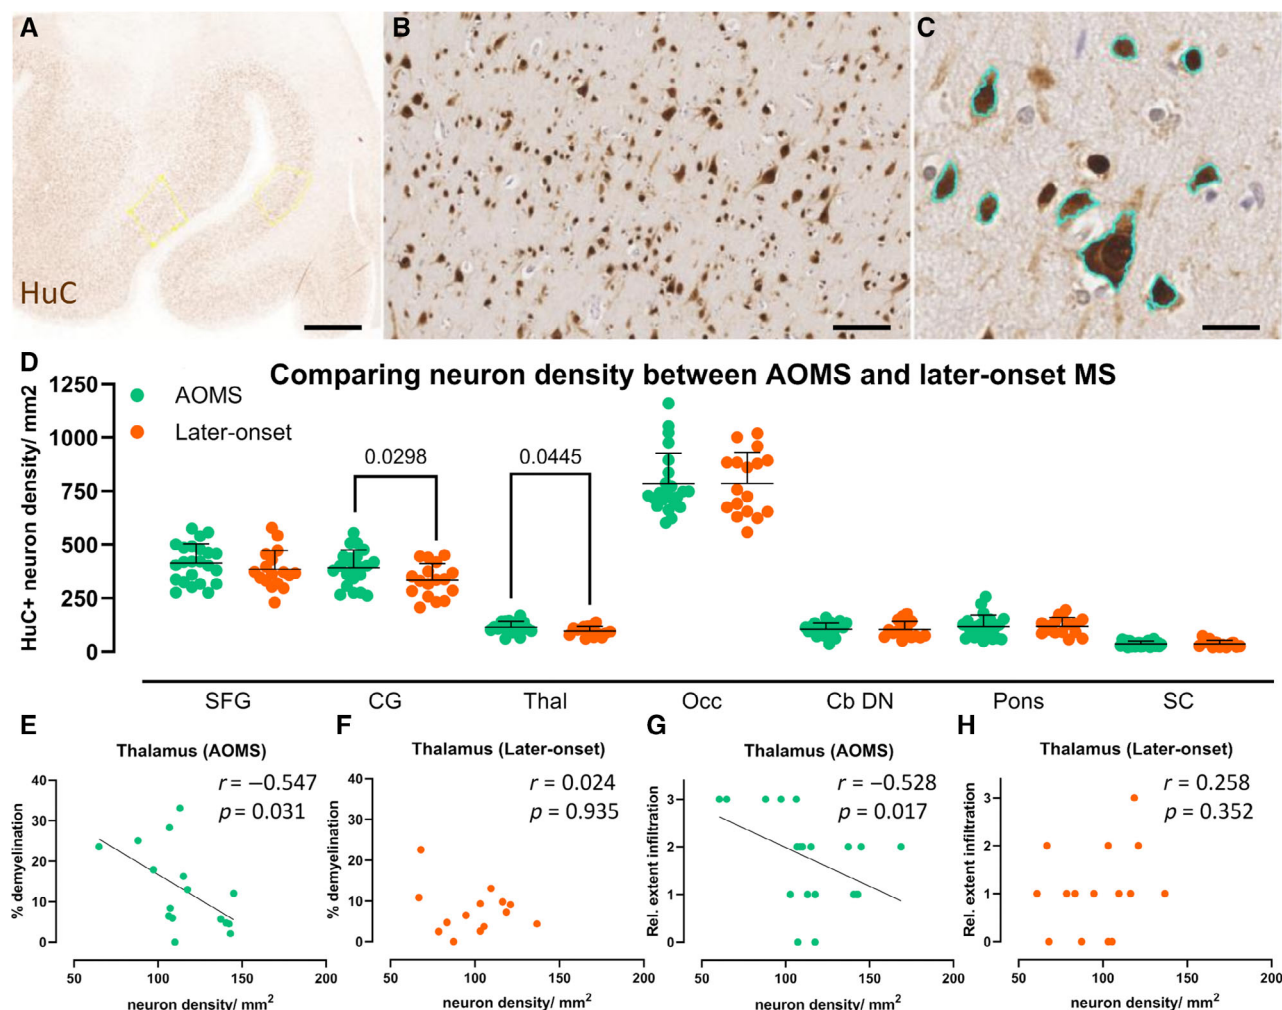 A B C
HuC
D
Comparing neuron density between AOMS and later-onset MS
AOMS
Later-onset
HuC+ neuron density/ mm2
1250
1000
750
500
250
0
0.0298
0.0445
SFG CG Thal Occ Cb DN Pons SC
E
Thalamus (AOMS)
r = −0.547
p = 0.031
% demyelination
40
30
20
10
0
50 100 150 200
neuron density/ mm²
F
Thalamus (Later-onset)
r = 0.024
p = 0.935
% demyelination
40
30
20
10
0
50 100 150 200
neuron density/ mm²
G
Thalamus (AOMS)
r = −0.528
p = 0.017
Rel. extent infiltration
3
2
1
0
50 100 150 200
neuron density/ mm²
H
Thalamus (Later-onset)
r = 0.258
p = 0.352
Rel. extent infiltration
3
2
1
0
50 100 150 200
neuron density/ mm²